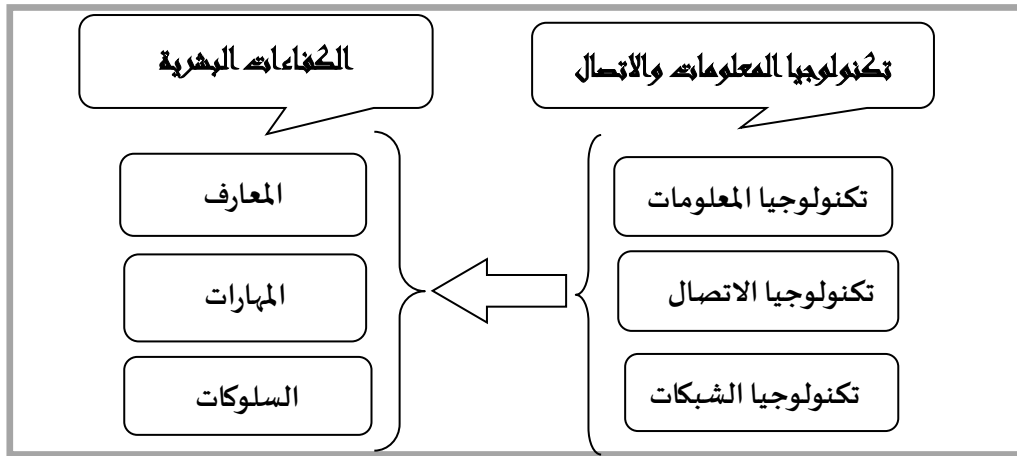 تكنولوجيا المعلومات والاتصال
تكنولوجيا المعلومات
تكنولوجيا الاتصال
تكنولوجيا الشبكات
الكفاءات البشرية
المعارف
المهارات
السلوكات